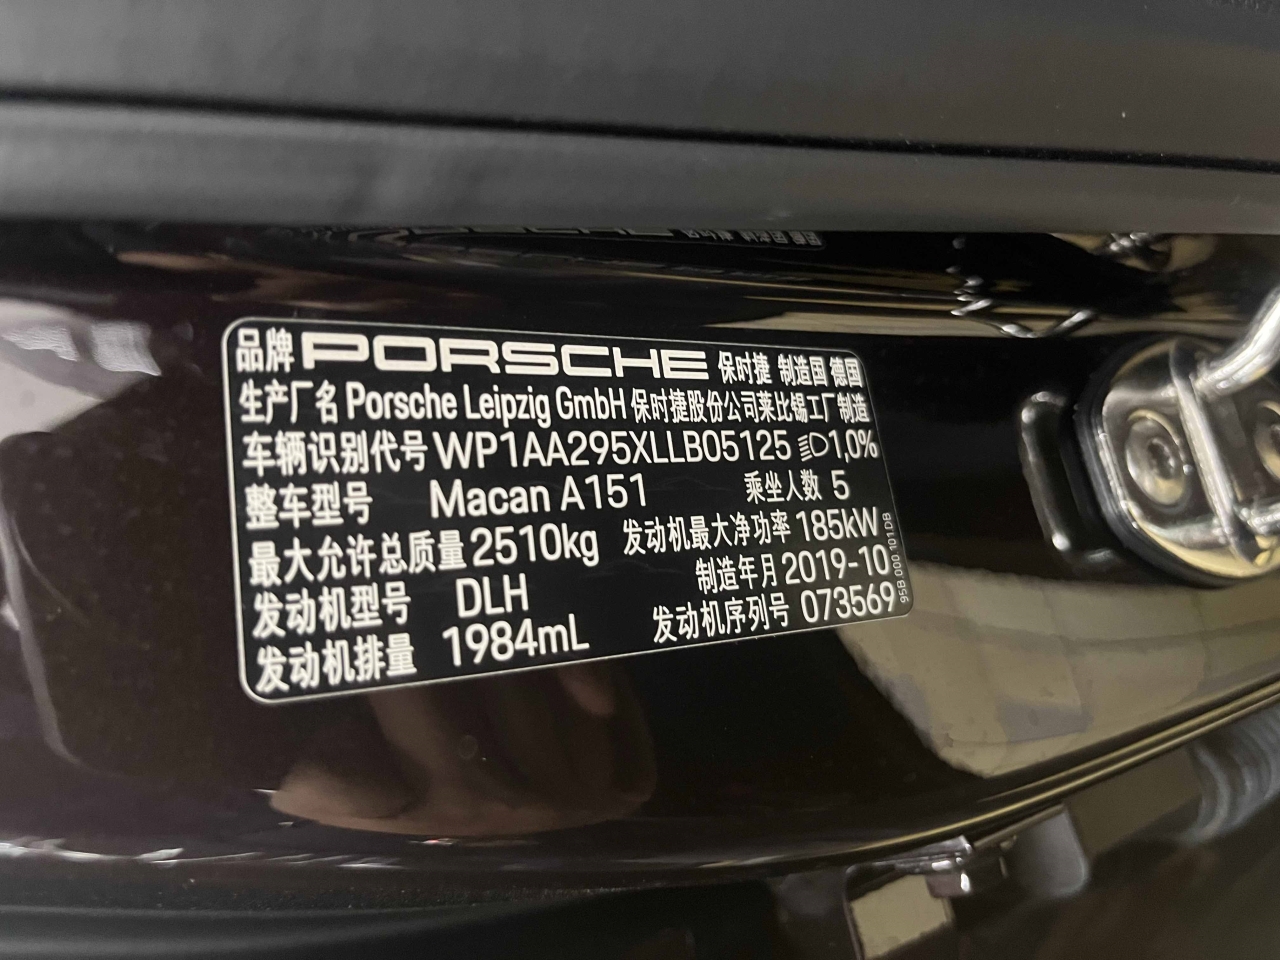 品牌 PORSCHE 保时捷 制造国 德国
生产厂名 Porsche Leipzig GmbH 保时捷股份公司莱比锡工厂制造
车辆识别代号 WP1AA295XLLB05125 1,0%
整车型号 Macan A151 乘坐人数 5
最大允许总质量 2510kg 发动机最大净功率 185kW
发动机型号 DLH 制造年月 2019-10
发动机排量 1984mL 发动机序列号 073569
95B.000.101.DB